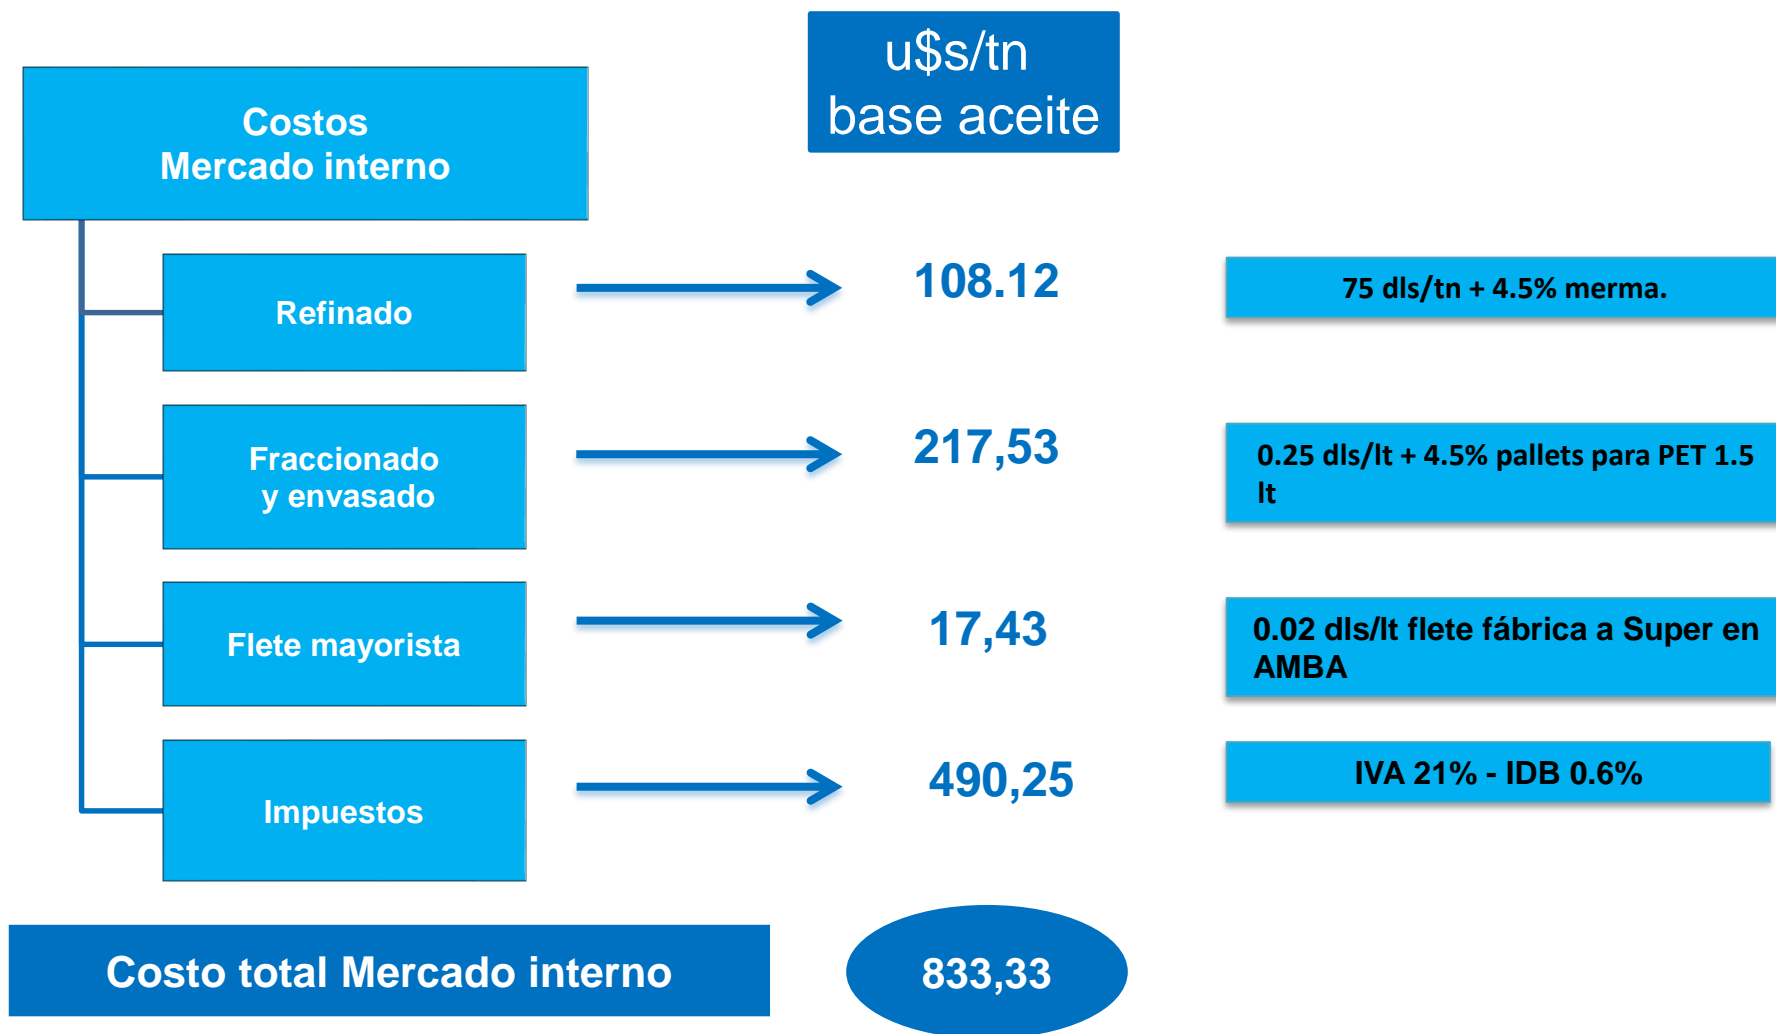 u$s/tn
base aceite
Costos
Mercado interno
Refinado
108.12
75 dls/tn + 4.5% merma.
Fraccionado
y envasado
217,53
0.25 dls/lt + 4.5% pallets para PET 1.5
lt
Flete mayorista
17,43
0.02 dls/lt flete fábrica a Super en
AMBA
Impuestos
490,25
IVA 21% - IDB 0.6%
Costo total Mercado interno
833,33